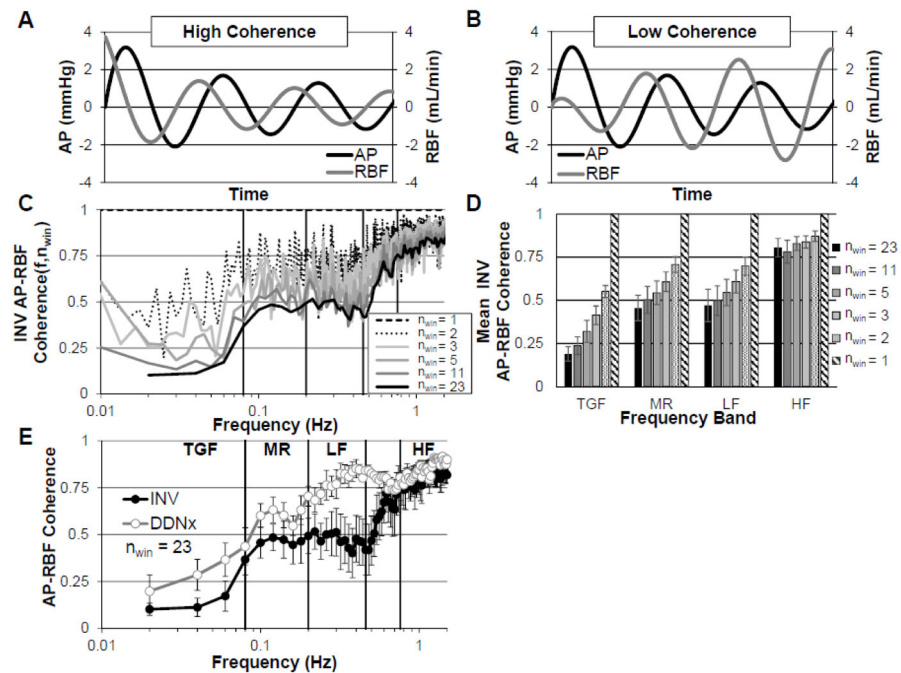 A
High Coherence
4
2
0
-2
-4
AP (mmHg)
4
2
0
-2
-4
RBF (mL/min)
AP
RBF
Time
B
Low Coherence
4
2
0
-2
-4
AP (mmHg)
4
2
0
-2
-4
RBF (mL/min)
AP
RBF
Time
C
INV AP-RBF
Coherence(f,nwin)
1
0.75
0.5
0.25
0
0.01
0.1
1
Frequency (Hz)
nwin = 1
nwin = 2
nwin = 3
nwin = 5
nwin = 11
nwin = 23
D
Mean INV
AP-RBF Coherence
1
0.75
0.5
0.25
0
TGF
MR
LF
HF
Frequency Band
nwin = 23
nwin = 11
nwin = 5
nwin = 3
nwin = 2
nwin = 1
E
TGF
MR
LF
HF
AP-RBF Coherence
1
0.75
0.5
0.25
0
INV
DDNx
nwin = 23
0.01
0.1
1
Frequency (Hz)